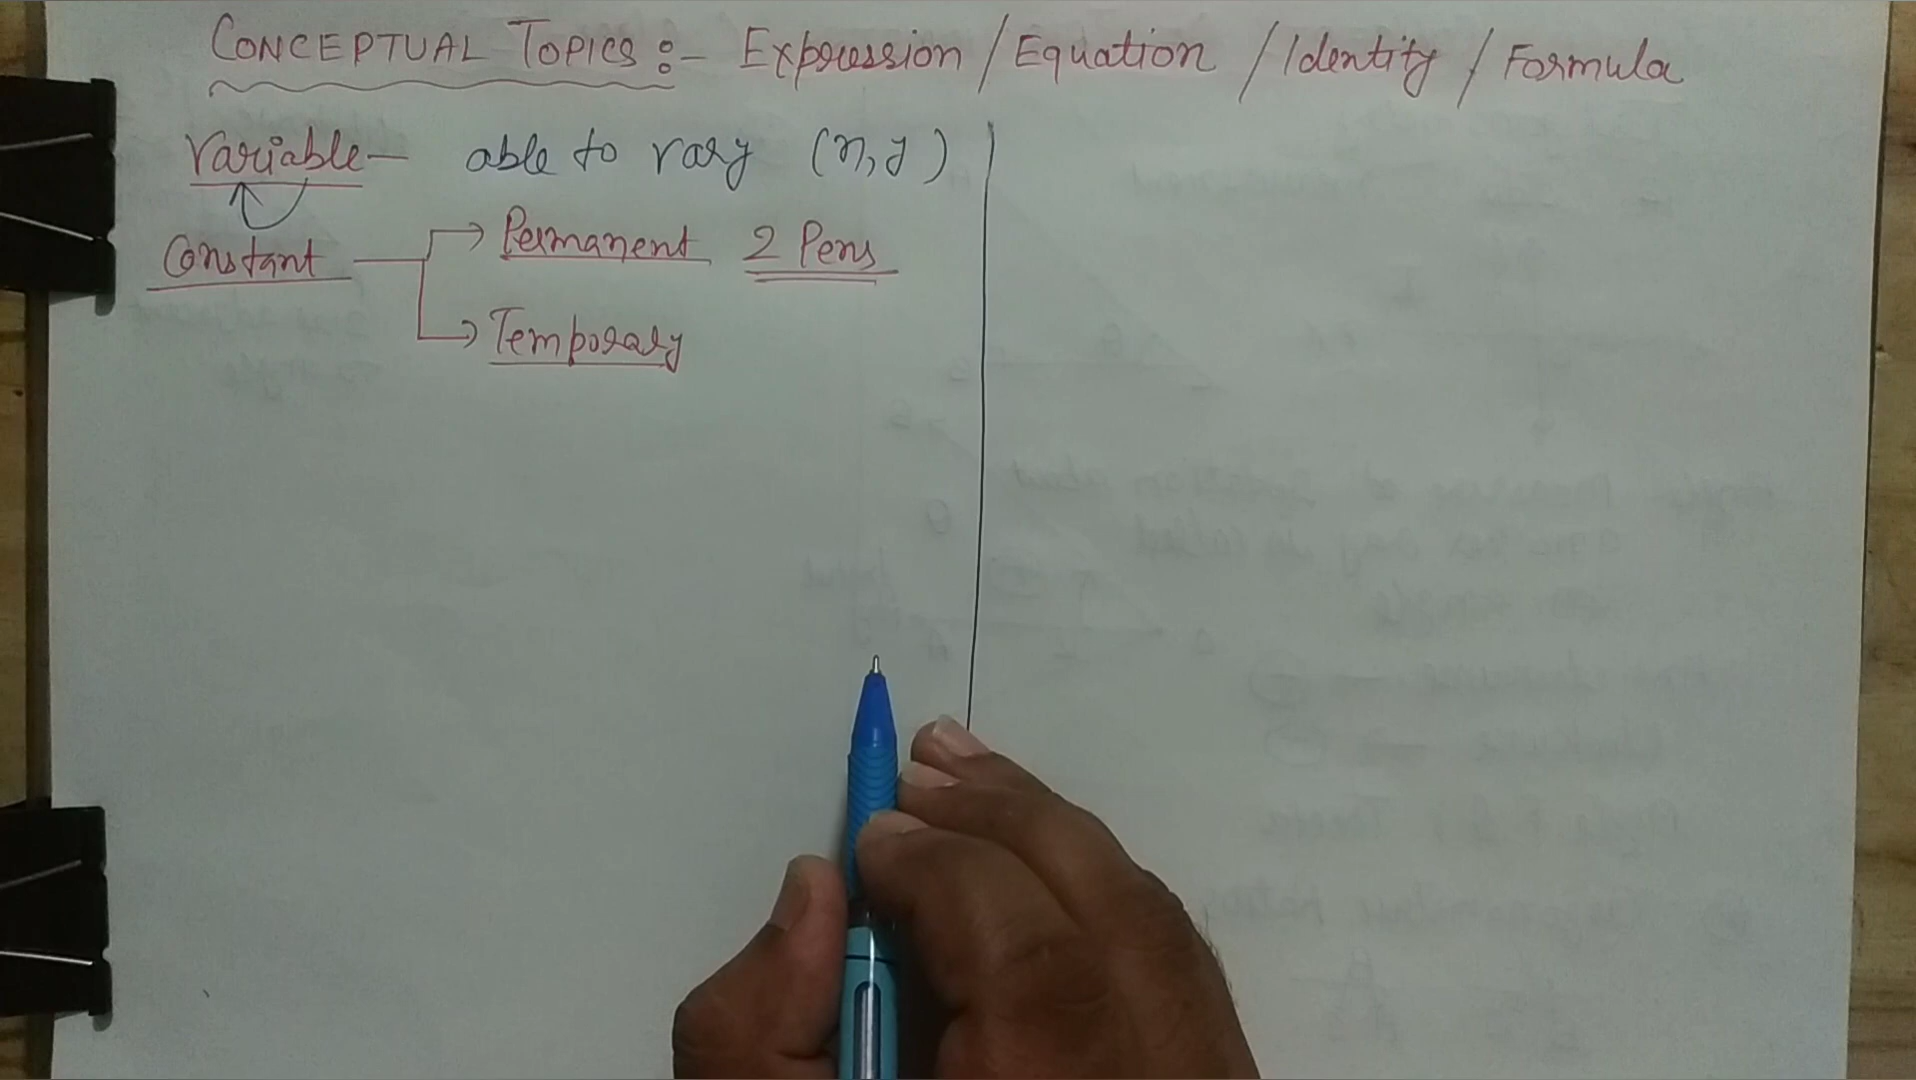 CONCEPTUAL TOPICS :- Expression / Equation / Identity / Formula
Variable - able to vary (x, y)
Constant → Permanent 2 Pens
→ Temporary